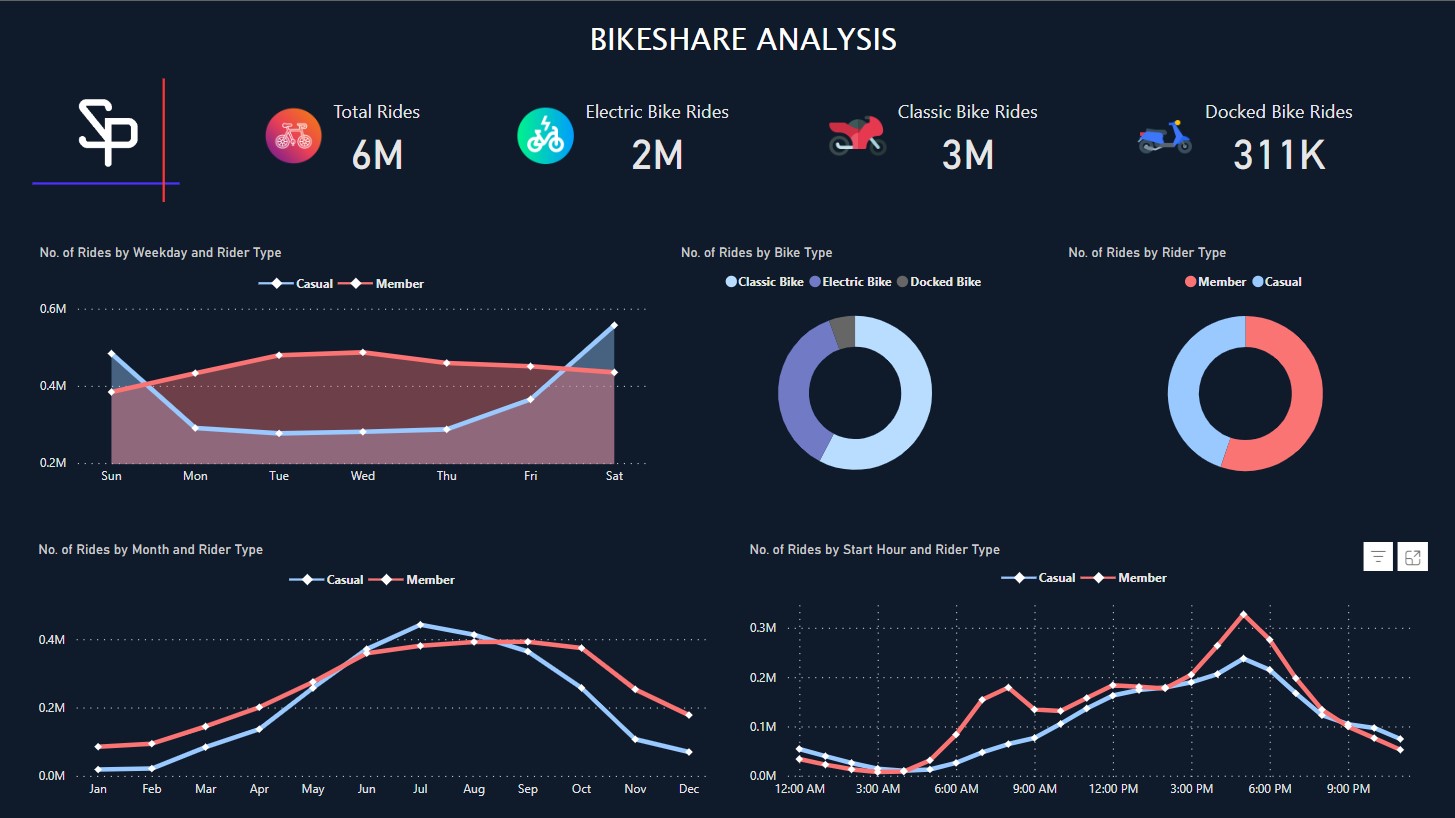 BIKESHARE ANALYSIS
Total Rides
6M
Electric Bike Rides
2M
Classic Bike Rides
3M
Docked Bike Rides
311K
No. of Rides by Weekday and Rider Type
Casual Member
0.6M
0.4M
0.2M
Sun Mon Tue Wed Thu Fri Sat
No. of Rides by Bike Type
Classic Bike Electric Bike Docked Bike
No. of Rides by Rider Type
Member Casual
No. of Rides by Month and Rider Type
Casual Member
0.4M
0.2M
0.0M
Jan Feb Mar Apr May Jun Jul Aug Sep Oct Nov Dec
No. of Rides by Start Hour and Rider Type
Casual Member
0.3M
0.2M
0.1M
0.0M
12:00 AM 3:00 AM 6:00 AM 9:00 AM 12:00 PM 3:00 PM 6:00 PM 9:00 PM